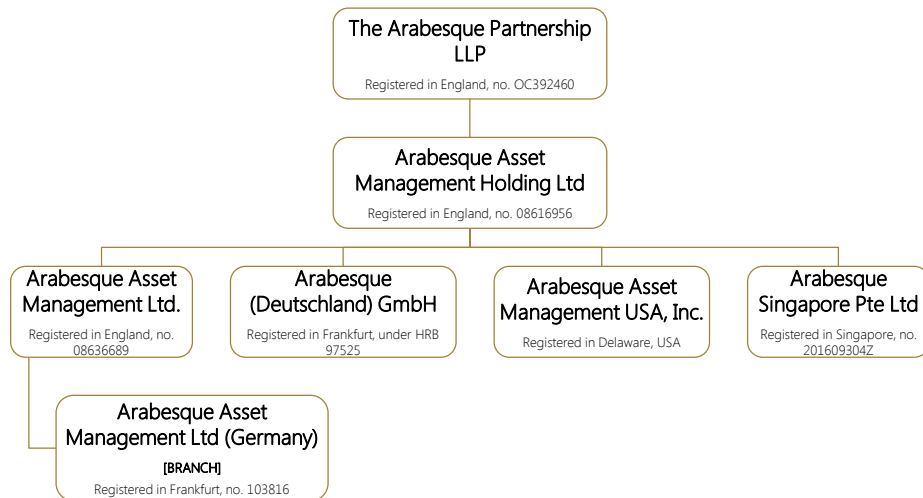 The Arabesque Partnership
LLP
Registered in England, no. OC392460
Arabesque Asset
Management Holding Ltd
Registered in England, no. 08616956
Arabesque Asset
Management Ltd.
Registered in England, no.
08636689
Arabesque
(Deutschland) GmbH
Registered in Frankfurt, under HRB
97525
Arabesque Asset
Management USA, Inc.
Registered in Delaware, USA
Arabesque
Singapore Pte Ltd
Registered in Singapore, no.
201609304Z
Arabesque Asset
Management Ltd (Germany)
[BRANCH]
Registered in Frankfurt, no. 103816